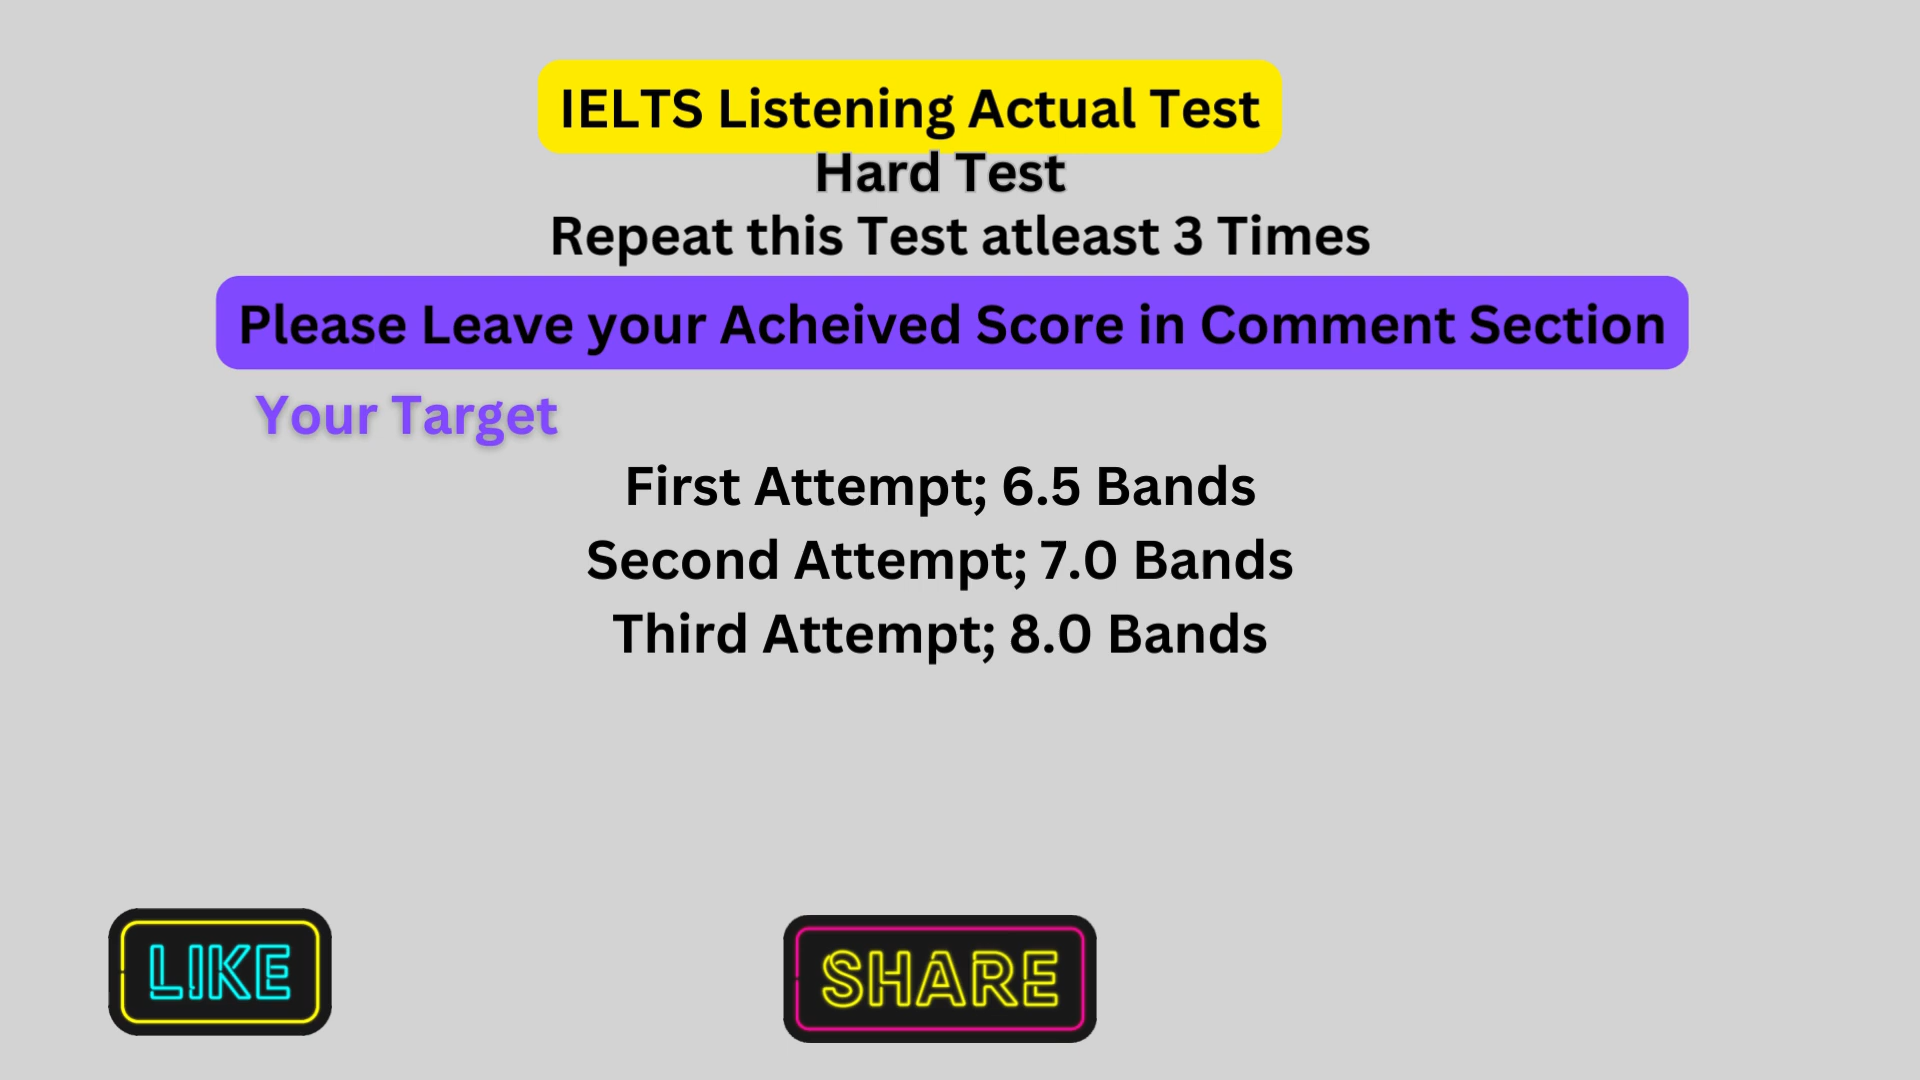 IELTS Listening Actual Test
Hard Test
Repeat this Test atleast 3 Times
Please Leave your Acheived Score in Comment Section
Your Target
First Attempt; 6.5 Bands
Second Attempt; 7.0 Bands
Third Attempt; 8.0 Bands
LIKE
SHARE